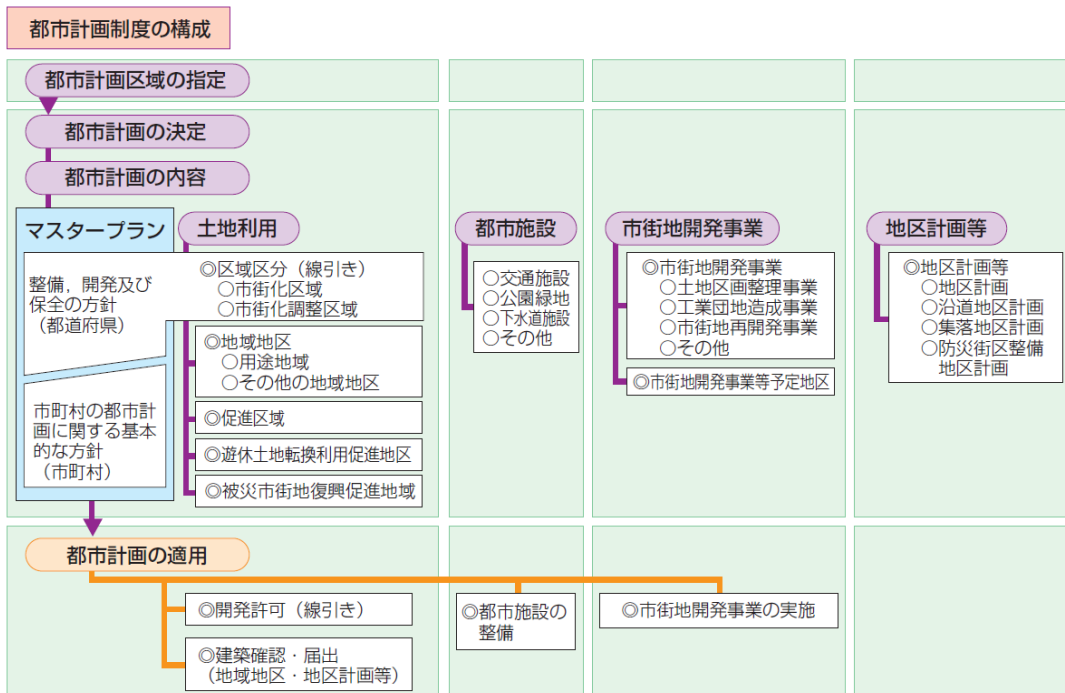 都市計画制度の構成
都市計画区域の指定
都市計画の決定
都市計画の内容
マスタープラン
整備，開発及び
保全の方針
（都道府県）
市町村の都市計
画に関する基本
的な方針
（市町村）
土地利用
◎区域区分（線引き）
○市街化区域
○市街化調整区域
◎地域地区
○用途地域
○その他の地域地区
◎促進区域
◎遊休土地転換利用促進地区
◎被災市街地復興促進地域
都市施設
○交通施設
○公園緑地
○下水道施設
○その他
市街地開発事業
◎市街地開発事業
○土地区画整理事業
○工業団地造成事業
○市街地再開発事業
○その他
◎市街地開発事業等予定地区
地区計画等
◎地区計画等
○地区計画
○沿道地区計画
○集落地区計画
○防災街区整備
地区計画
都市計画の適用
◎開発許可（線引き）
◎建築確認・届出
（地域地区・地区計画等）
◎都市施設の
整備
◎市街地開発事業の実施